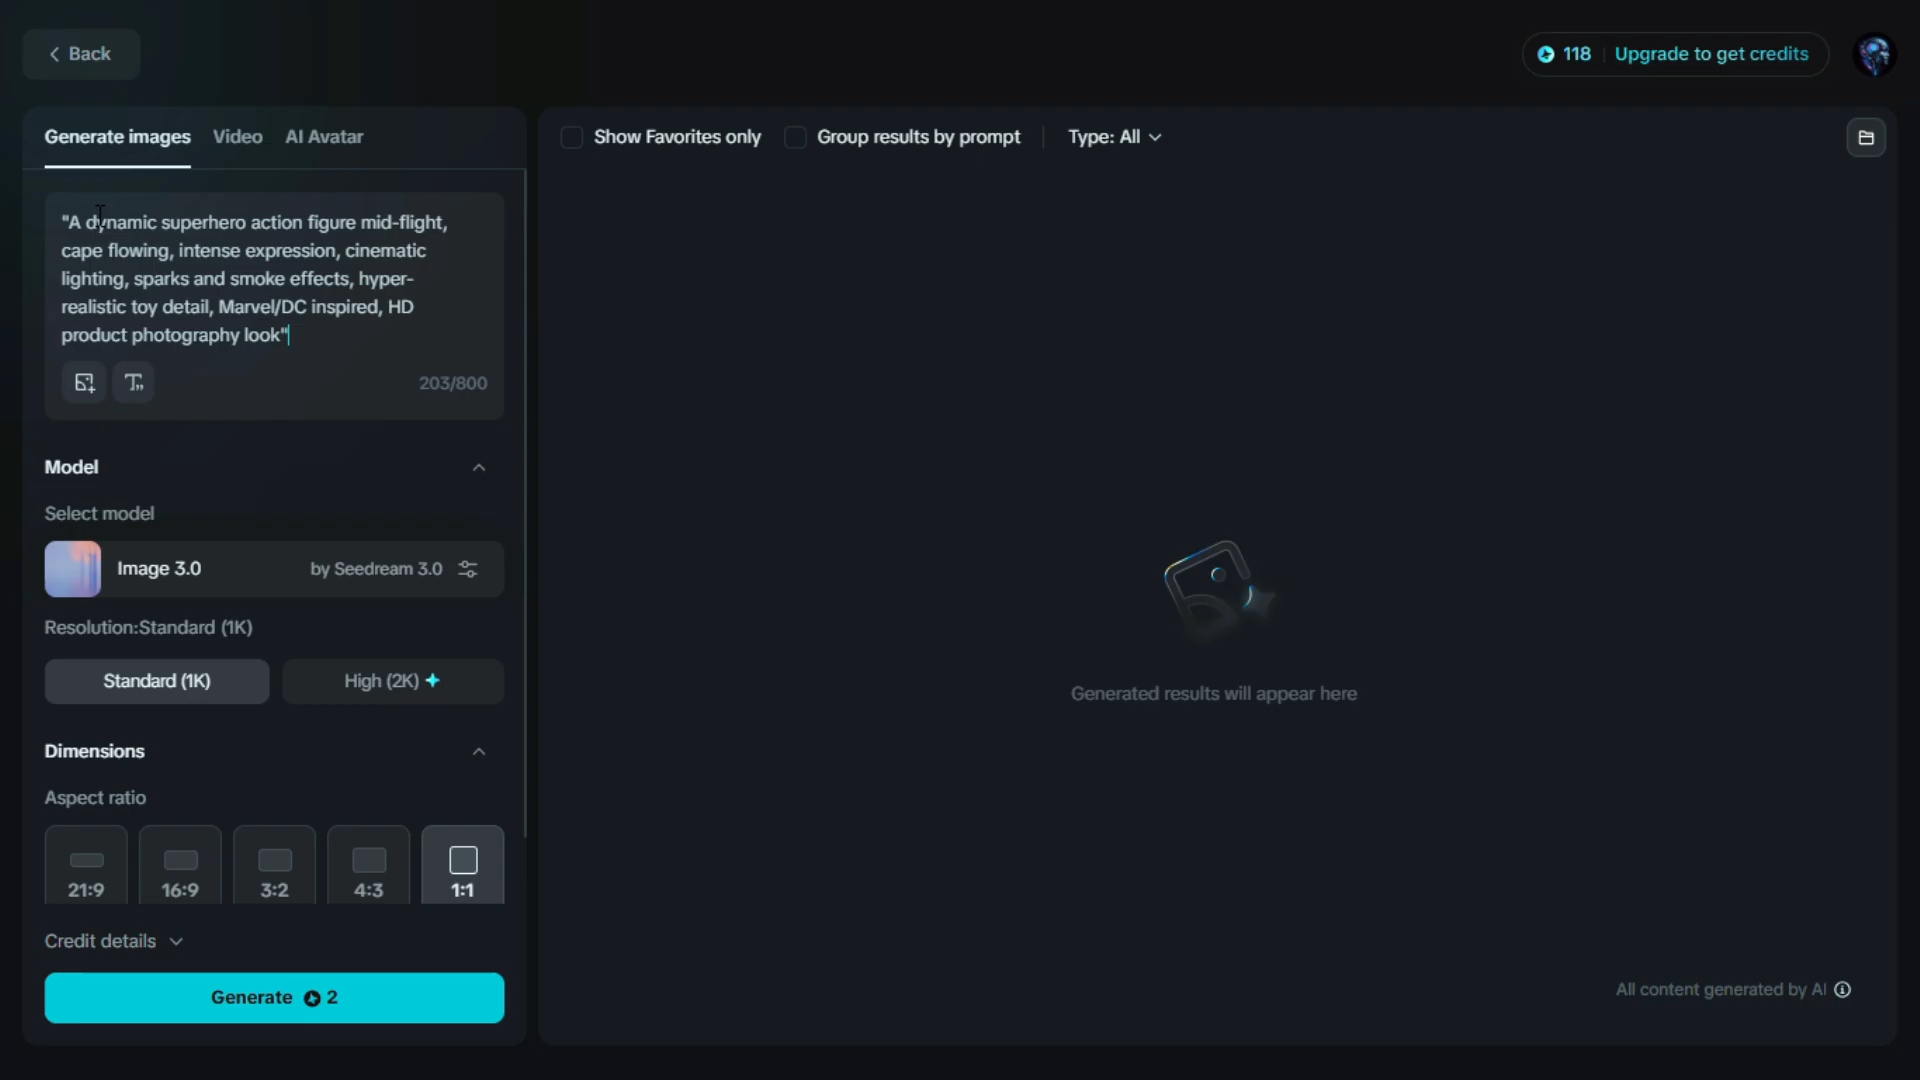 Back
118
Upgrade to get credits
Generate images
Video
AI Avatar
Show Favorites only
Group results by prompt
Type: All
"A dynamic superhero action figure mid-flight,
cape flowing, intense expression, cinematic
lighting, sparks and smoke effects, hyper-
realistic toy detail, Marvel/DC inspired, HD
product photography look"
203/800
Model
Select model
Image 3.0
by Seedream 3.0
Resolution:Standard (1K)
Standard (1K)
High (2K)
Dimensions
Aspect ratio
21:9
16:9
3:2
4:3
1:1
Credit details
Generate 2
Generated results will appear here
All content generated by AI